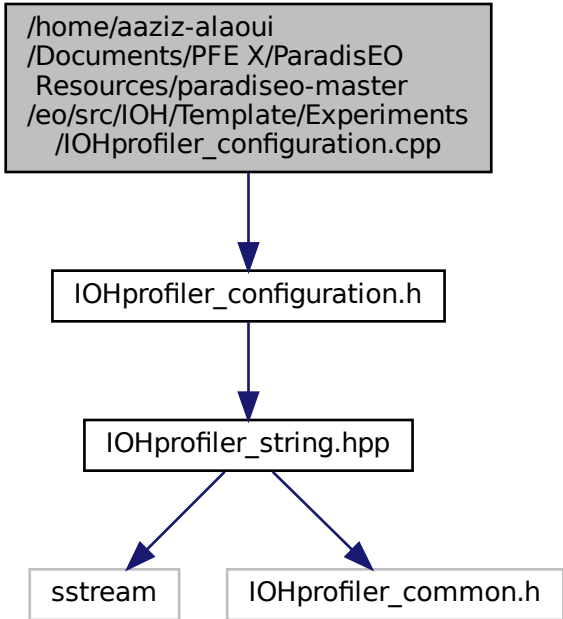 /home/aaziz-alaoui
/Documents/PFE X/ParadisEO
Resources/paradiseo-master
/eo/src/IOH/Template/Experiments
/IOHprofiler_configuration.cpp
IOHprofiler_configuration.h
IOHprofiler_string.hpp
sstream
IOHprofiler_common.h